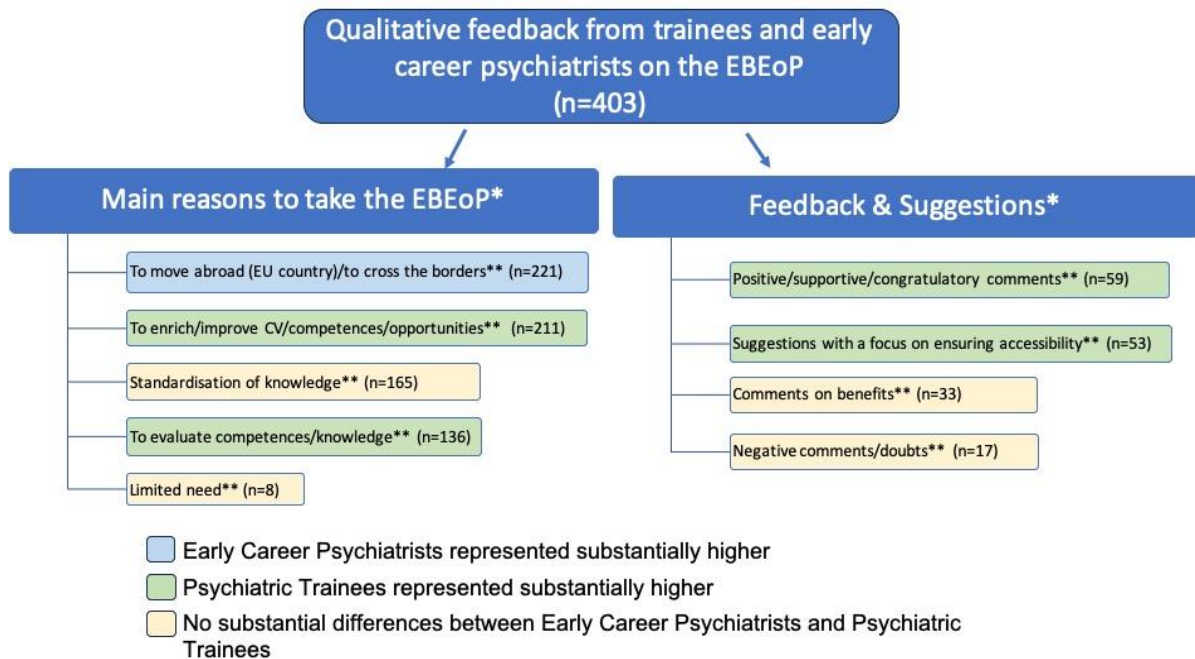 Qualitative feedback from trainees and early
career psychiatrists on the EBEoP
(n=403)
Main reasons to take the EBEoP*
To move abroad (EU country)/to cross the borders** (n=221)
To enrich/improve CV/competences/opportunities** (n=211)
Standardisation of knowledge** (n=165)
To evaluate competences/knowledge** (n=136)
Limited need** (n=8)
Feedback & Suggestions*
Positive/supportive/congratulatory comments** (n=59)
Suggestions with a focus on ensuring accessibility** (n=53)
Comments on benefits** (n=33)
Negative comments/doubts** (n=17)
Early Career Psychiatrists represented substantially higher
Psychiatric Trainees represented substantially higher
No substantial differences between Early Career Psychiatrists and Psychiatric
Trainees